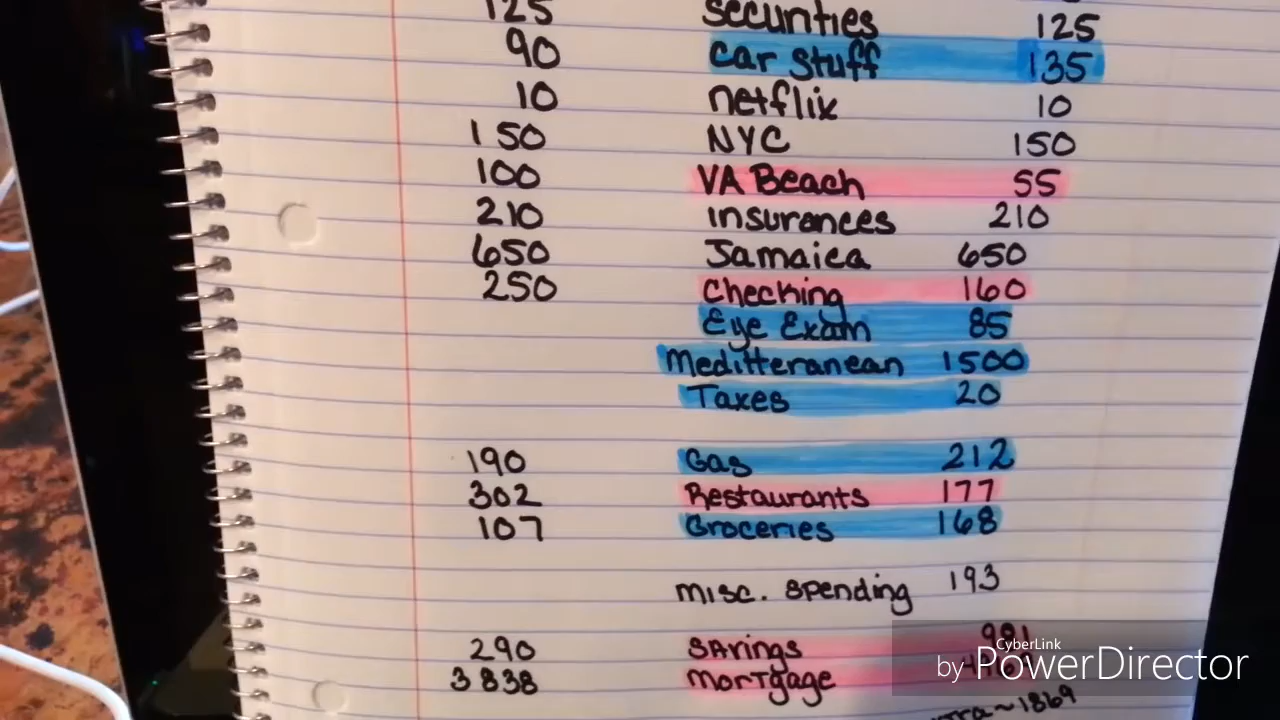 125 securities 125
90 car stuff 135
10 netflix 10
150 NYC 150
100 VA Beach 55
210 insurances 210
650 Jamaica 650
250 checking 160
Eye Exam 85
Meditteranean 1500
Taxes 20
190 Gas 212
302 Restaurants 177
107 Groceries 168
misc. spending 193
290 SAvings
3838 mortgage
~1869
CyberLink
by PowerDirector